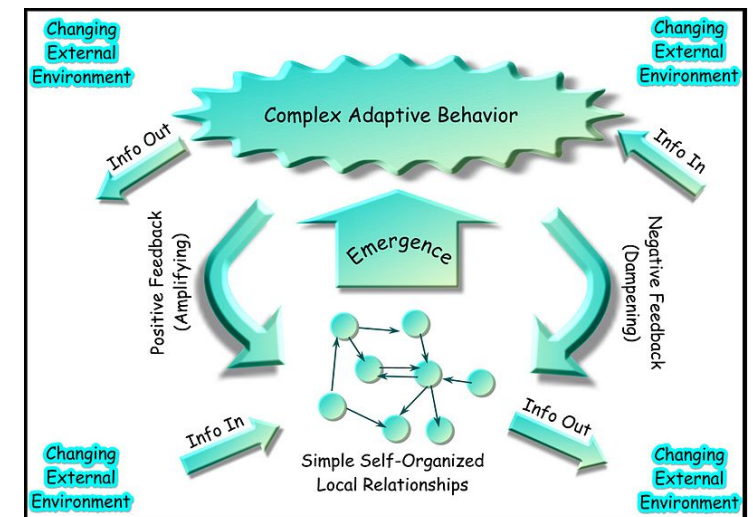 Changing
External
Environment
Changing
External
Environment
Complex Adaptive Behavior
Info Out
Info In
Positive Feedback
(Amplifying)
Emergence
Negative Feedback
(Dampening)
Info In
Info Out
Simple Self-Organized
Local Relationships
Changing
External
Environment
Changing
External
Environment